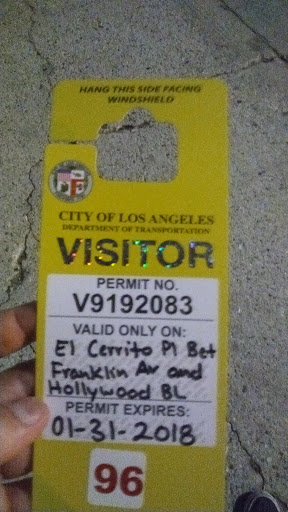 HANG THIS SIDE FACING
WINDSHIELD
CITY OF LOS ANGELES
DEPARTMENT OF TRANSPORTATION
VISITOR
PERMIT NO.
V9192083
VALID ONLY ON:
El Cerrito Pl Bet
Franklin Av and
Hollywood BL
PERMIT EXPIRES:
01-31-2018
96